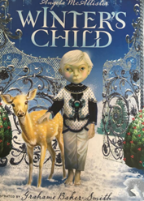 Angela McAllister
WINTER'S
CHILD
Grahame Baker-Smith